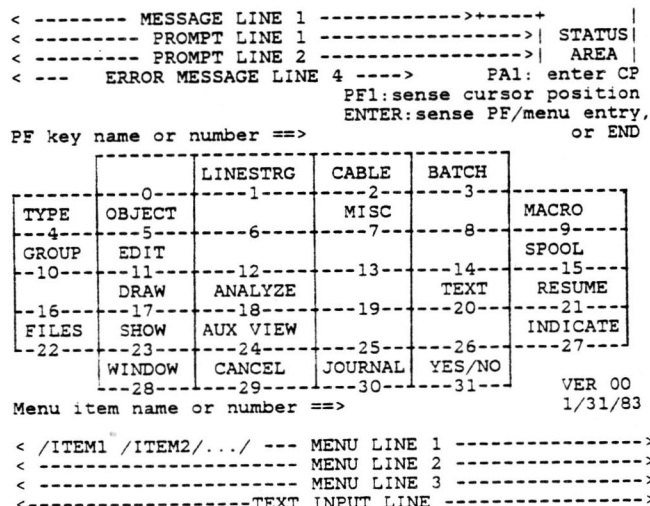 < -------- MESSAGE LINE 1 --------------->+-----+ |
< --------- PROMPT LINE 1 -------------------->| STATUS|
< --------- PROMPT LINE 2 -------------------->| AREA |
< --- ERROR MESSAGE LINE 4 ----> PA1: enter CP
PF1:sense cursor position
ENTER:sense PF/menu entry,
PF key name or number ==> or END
LINESTRG CABLE BATCH
-----0------1--------2-------3---
TYPE OBJECT MISC MACRO
--4-------5--------6--------7-------8-------9----
GROUP EDIT SPOOL
--10------11------12------13------14------15---
DRAW ANALYZE TEXT RESUME
--16------17------18------19------20------21---
FILES SHOW AUX VIEW INDICATE
--22------23------24------25------26------27---
WINDOW CANCEL JOURNAL YES/NO
--28------29------30------31--- VER 00
Menu item name or number ==> 1/31/83
< /ITEM1 /ITEM2/.../ --- MENU LINE 1 ------------------>
< ---------------------- MENU LINE 2 ------------------>
< ---------------------- MENU LINE 3 ------------------>
<-------------------TEXT INPUT LINE ------------------->